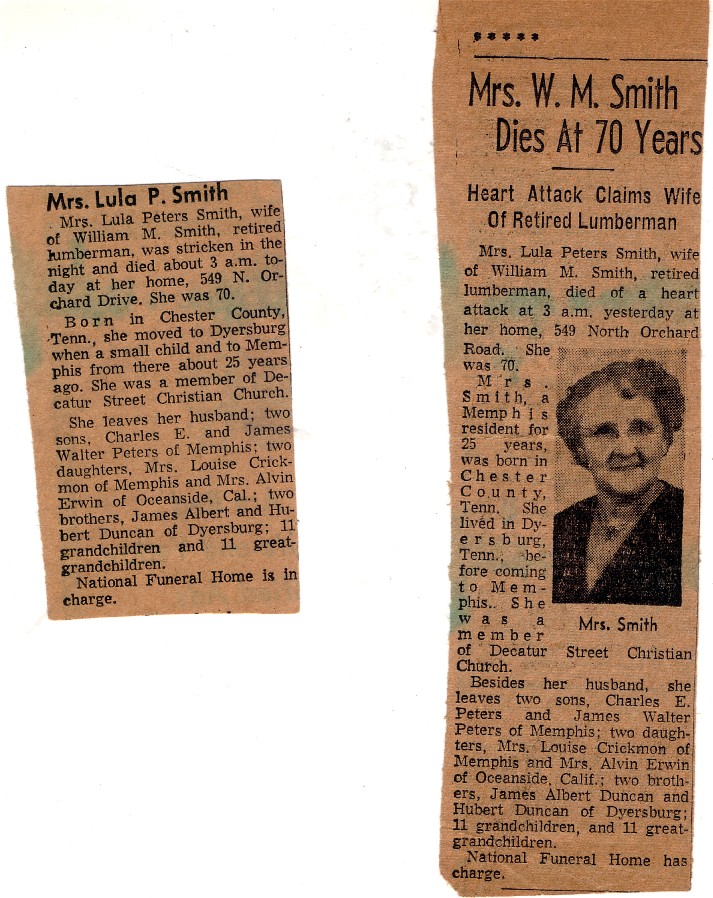 Mrs. Lula P. Smith
Mrs. Lula Peters Smith, wife
of William M. Smith, retired
lumberman, was stricken in the
night and died about 3 a.m. to-
day at her home, 549 N. Or-
chard Drive. She was 70.
Born in Chester County,
Tenn., she moved to Dyersburg
when a small child and to Mem-
phis from there about 25 years
ago. She was a member of De-
catur Street Christian Church.
She leaves her husband; two
sons, Charles E. and James
Walter Peters of Memphis; two
daughters, Mrs. Louise Crick-
mon of Memphis and Mrs. Alvin
Erwin of Oceanside, Cal.; two
brothers, James Albert and Hu-
bert Duncan of Dyersburg; 11
grandchildren and 11 great-
grandchildren.
National Funeral Home is in
charge.
*****
Mrs. W. M. Smith
Dies At 70 Years
Heart Attack Claims Wife
Of Retired Lumberman
Mrs. Lula Peters Smith, wife
of William M. Smith, retired
lumberman, died of a heart
attack at 3 a.m. yesterday at
her home, 549 North Orchard
Road. She
was 70.
Mrs.
Smith, a
Memphis
resident for
25 years,
was born in
Chester
County,
Tenn. She
lived in Dy-
ersburg,
Tenn., be-
fore coming
to Mem-
phis. She
was a
member
of Decatur Street Christian
Church.
Mrs. Smith
Besides her husband, she
leaves two sons, Charles E.
Peters and James Walter
Peters of Memphis; two daugh-
ters, Mrs. Louise Crickmon of
Memphis and Mrs. Alvin Erwin
of Oceanside, Calif.; two broth-
ers, James Albert Duncan and
Hubert Duncan of Dyersburg;
11 grandchildren, and 11 great-
grandchildren.
National Funeral Home has
charge.